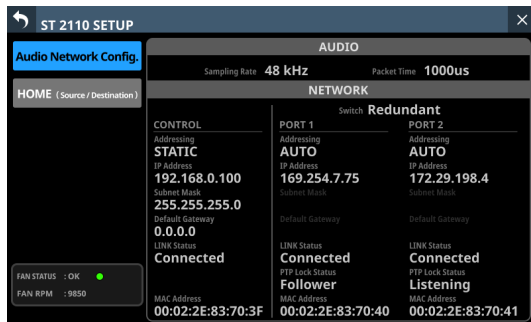 ST 2110 SETUP
Audio Network Config.
HOME ( Source / Destination )
FAN STATUS : OK
FAN RPM : 9850
AUDIO
Sampling Rate 48 kHz Packet Time 1000us
NETWORK
Switch Redundant
CONTROL PORT 1 PORT 2
Addressing Addressing Addressing
STATIC AUTO AUTO
IP Address IP Address IP Address
192.168.0.100 169.254.7.75 172.29.198.4
Subnet Mask Subnet Mask Subnet Mask
255.255.255.0
Default Gateway Default Gateway Default Gateway
0.0.0.0
LINK Status LINK Status LINK Status
Connected Connected Connected
PTP Lock Status PTP Lock Status
Follower Listening
MAC Address MAC Address MAC Address
00:02:2E:83:70:3F 00:02:2E:83:70:40 00:02:2E:83:70:41